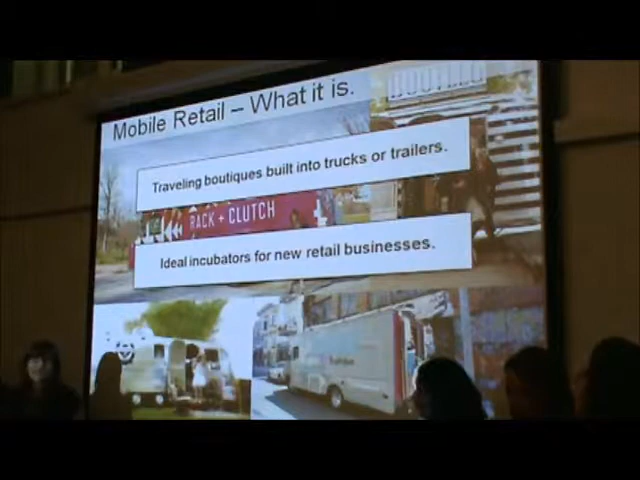 Mobile Retail – What it is.
Traveling boutiques built into trucks or trailers.
RACK + CLUTCH
Ideal incubators for new retail businesses.